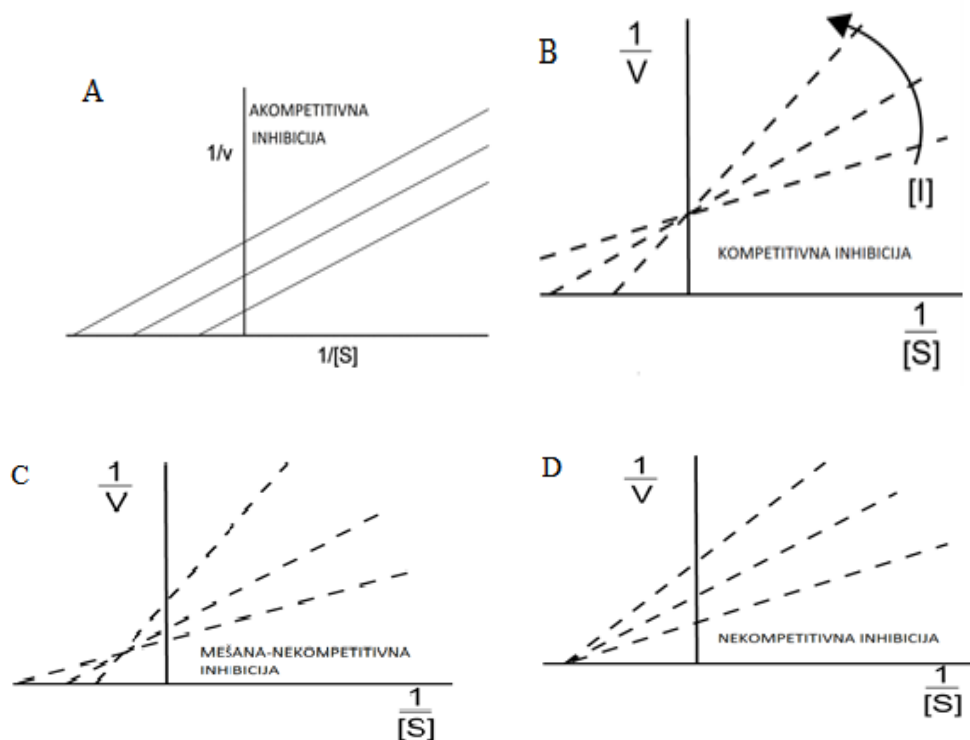 A
AKOMPETITIVNA
INHIBICIJA
1/v
1/[S]
B
1
V
[I]
KOMPETITIVNA INHIBICIJA
1
[S]
C
1
V
MEŠANA-NEKOMPETITIVNA
INHIBICIJA
1
[S]
D
1
V
NEKOMPETITIVNA INHIBICIJA
1
[S]